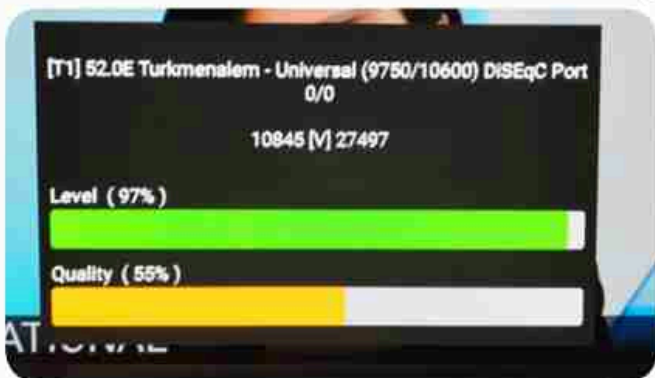 [T1] 52.0E Turkmenalem - Universal (9750/10600) DiSEqC Port
0/0
10845 [V] 27497
Level ( 97% )
Quality ( 55% )